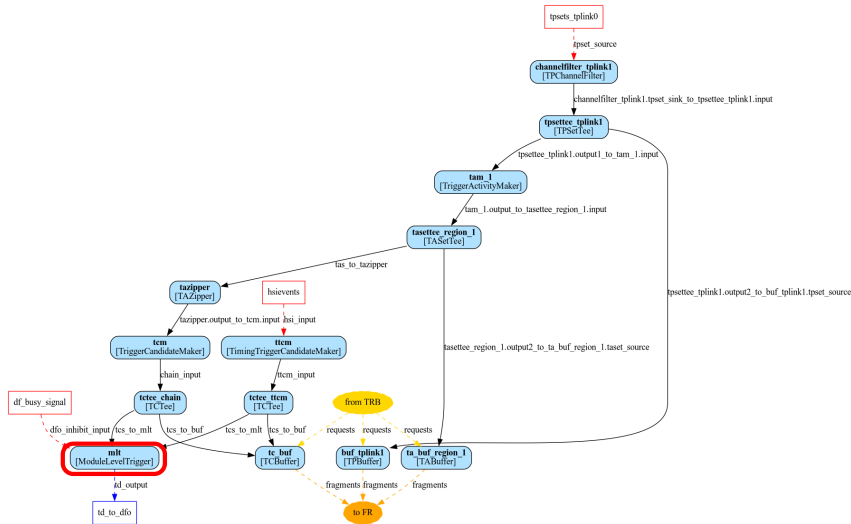 tpsets_tplink0
tpset_source
channelfilter_tplink1
[TPChannelFilter]
channelfilter_tplink1.tpset_sink_to_tpsettee_tplink1.input
tpsettee_tplink1
[TPSetTee]
tpsettee_tplink1.output1_to_tam_1.input
tam_1
[TriggerActivityMaker]
tam_1.output_to_tasettee_region_1.input
tasettee_region_1
[TASetTee]
tas_to_tazipper
tazipper
[TAZipper]
hsievents
tpsettee_tplink1.output2_to_buf_tplink1.tpset_source
tazipper.output_to_tcm.input
hsi_input
tcm
[TriggerCandidateMaker]
ttcm
[TimingTriggerCandidateMaker]
tasettee_region_1.output2_to_ta_buf_region_1.taset_source
chain_input
ttcm_input
df_busy_signal
tctee_chain
[TCTee]
tctee_ttcm
[TCTee]
from TRB
dfo_inhibit_input
tcs_to_mlt
tcs_to_buf
tcs_to_mlt
tcs_to_buf
requests
requests
requests
mlt
[ModuleLevelTrigger]
tc_buf
[TCBuffer]
buf_tplink1
[TPBuffer]
ta_buf_region_1
[TABuffer]
td_output
fragments
fragments
fragments
td_to_dfo
to FR